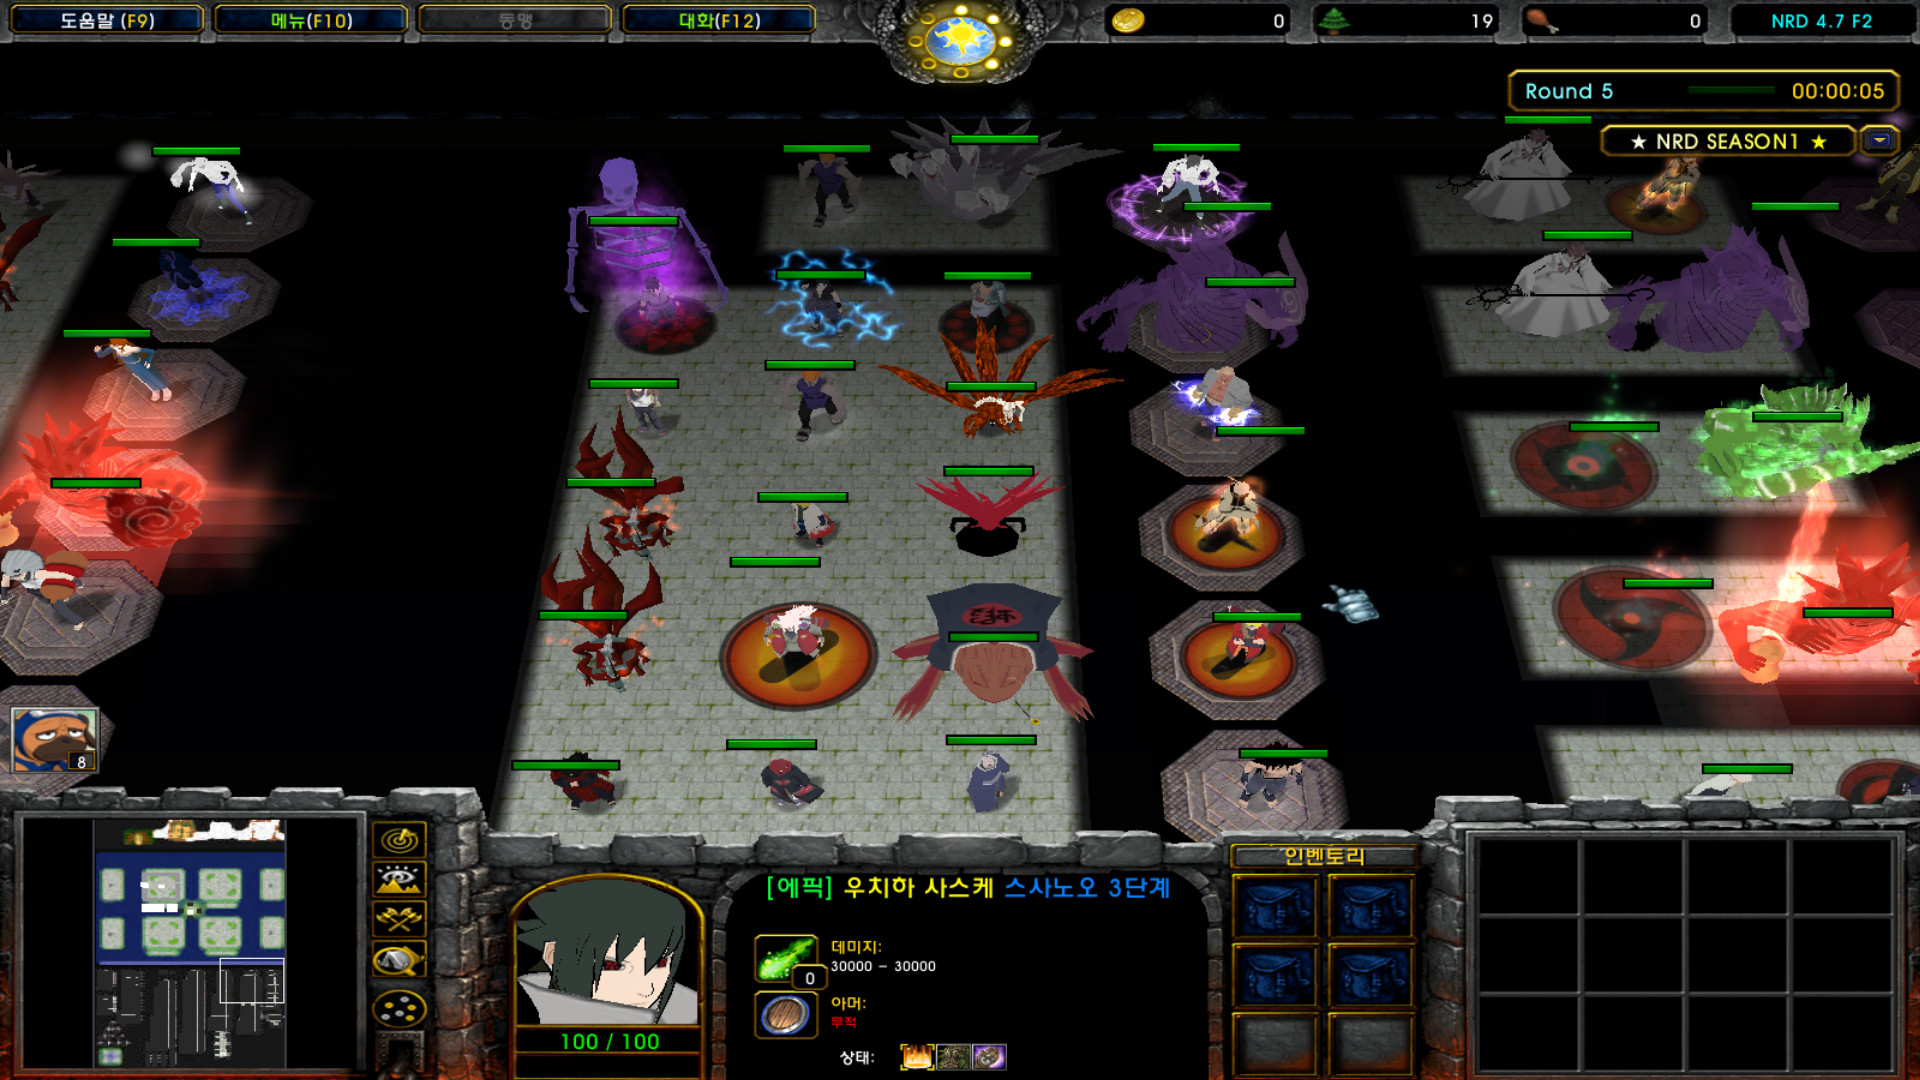 도움말 (F9)
메뉴(F10)
동맹
대화(F12)
0
19
0
NRD 4.7 F2
Round 5
00:00:05
★ NRD SEASON1 ★
8
[에픽] 우치하 사스케 스사노오 3단계
인벤토리
데미지:
30000 - 30000
0
아머:
무적
100 / 100
상태: